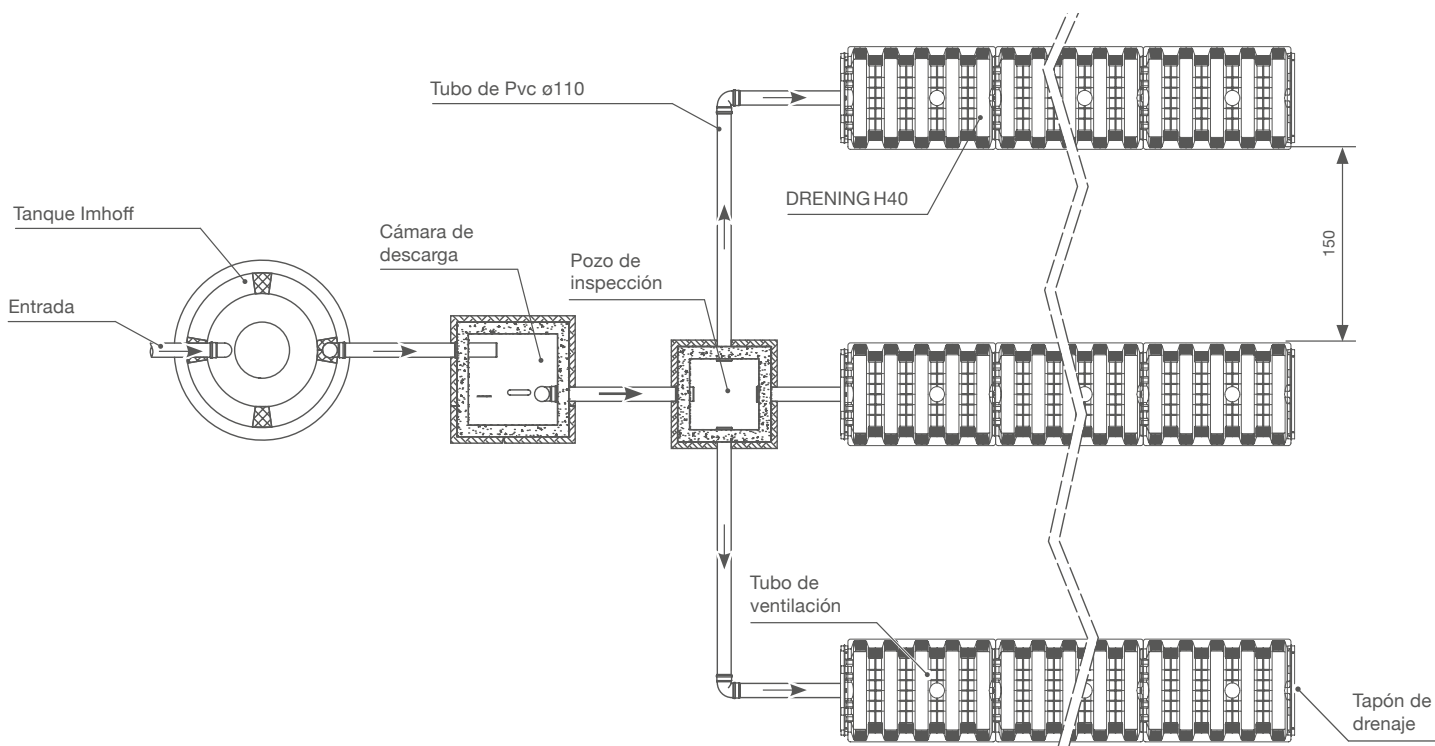 Tubo de Pvc ø110
DRENING H40
Tanque Imhoff
Cámara de
descarga
Pozo de
inspección
150
Entrada
Tubo de
ventilación
Tapón de
drenaje